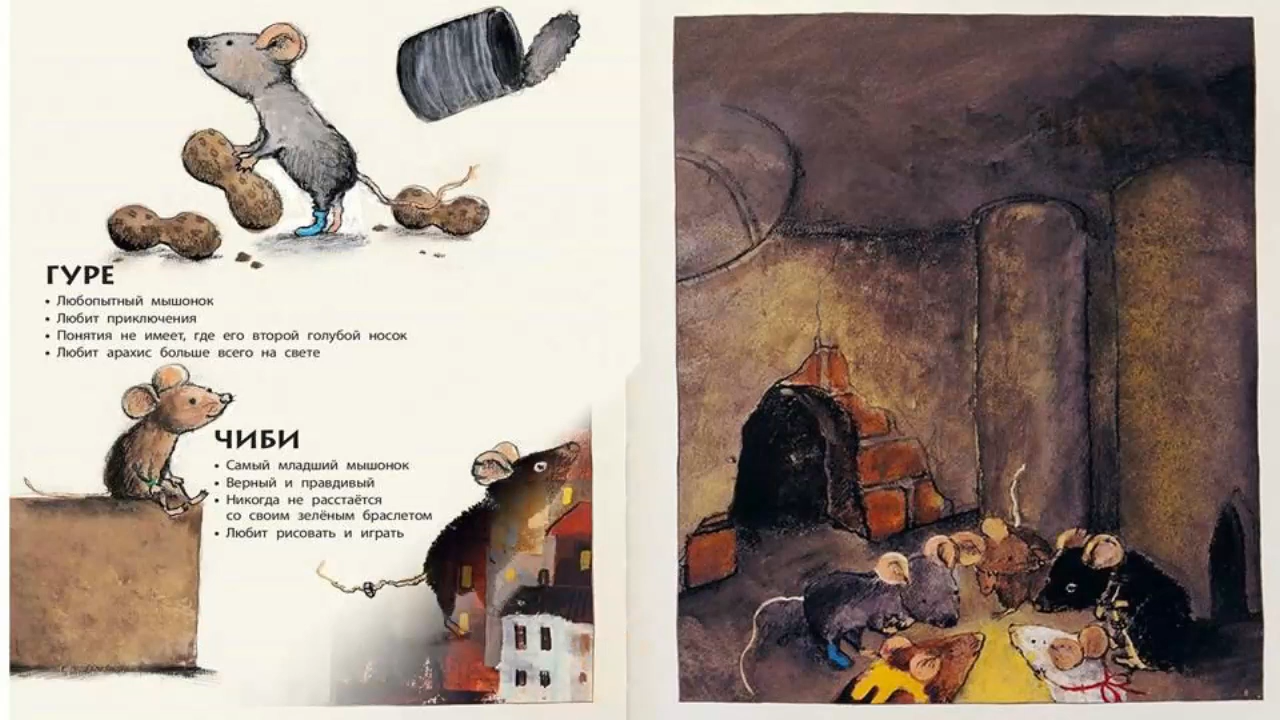 ГУРЕ
• Любопытный мышонок
• Любит приключения
• Понятия не имеет, где его второй голубой носок
• Любит арахис больше всего на свете
ЧИБИ
• Самый младший мышонок
• Верный и правдивый
• Никогда не расстаётся
со своим зелёным браслетом
• Любит рисовать и играть